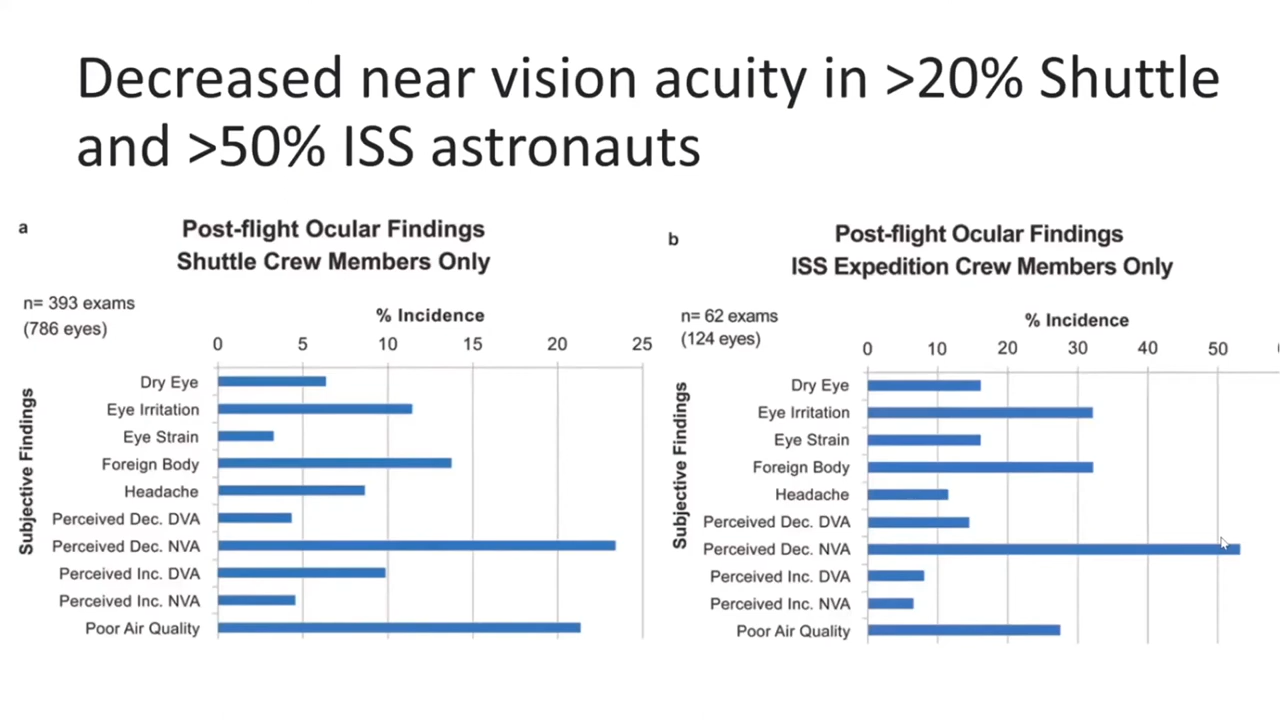 Decreased near vision acuity in >20% Shuttle
and >50% ISS astronauts
a
Post-flight Ocular Findings
Shuttle Crew Members Only
n= 393 exams
(786 eyes)
% Incidence
0 5 10 15 20 25
Subjective Findings
Dry Eye
Eye Irritation
Eye Strain
Foreign Body
Headache
Perceived Dec. DVA
Perceived Dec. NVA
Perceived Inc. DVA
Perceived Inc. NVA
Poor Air Quality
b
Post-flight Ocular Findings
ISS Expedition Crew Members Only
n= 62 exams
(124 eyes)
% Incidence
0 10 20 30 40 50
Subjective Findings
Dry Eye
Eye Irritation
Eye Strain
Foreign Body
Headache
Perceived Dec. DVA
Perceived Dec. NVA
Perceived Inc. DVA
Perceived Inc. NVA
Poor Air Quality